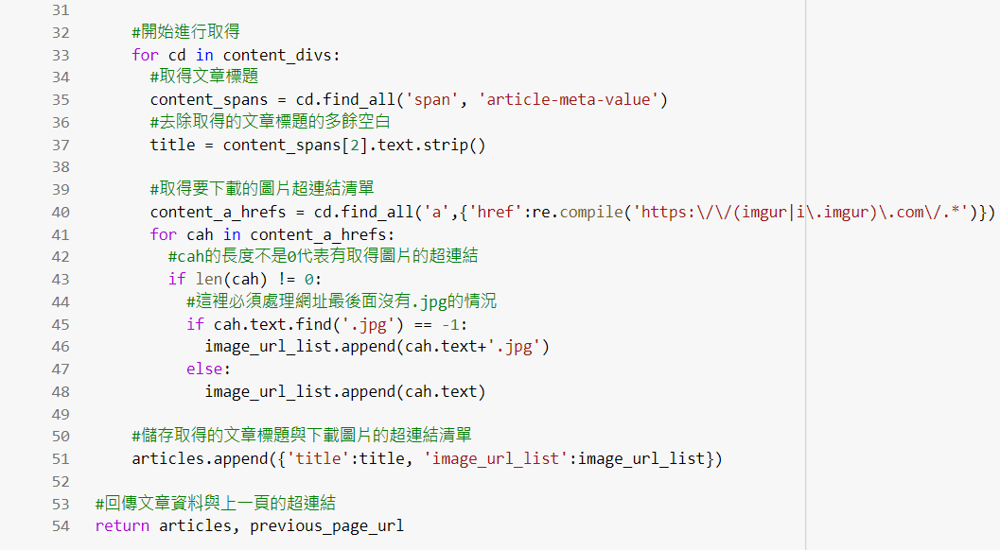 31
32 #開始進行取得
33 for cd in content_divs:
34 #取得文章標題
35 content_spans = cd.find_all('span', 'article-meta-value')
36 #去除取得的文章標題的多餘空白
37 title = content_spans[2].text.strip()
38
39 #取得要下載的圖片超連結清單
40 content_a_hrefs = cd.find_all('a',{'href':re.compile('https:\/\/(imgur|i\.imgur)\.com\/.*')})
41 for cah in content_a_hrefs:
42 #cah的長度不是0代表有取得圖片的超連結
43 if len(cah) != 0:
44 #這裡必須處理網址最後面沒有.jpg的情況
45 if cah.text.find('.jpg') == -1:
46 image_url_list.append(cah.text+'.jpg')
47 else:
48 image_url_list.append(cah.text)
49
50 #儲存取得的文章標題與下載圖片的超連結清單
51 articles.append({'title':title, 'image_url_list':image_url_list})
52
53 #回傳文章資料與上一頁的超連結
54 return articles, previous_page_url